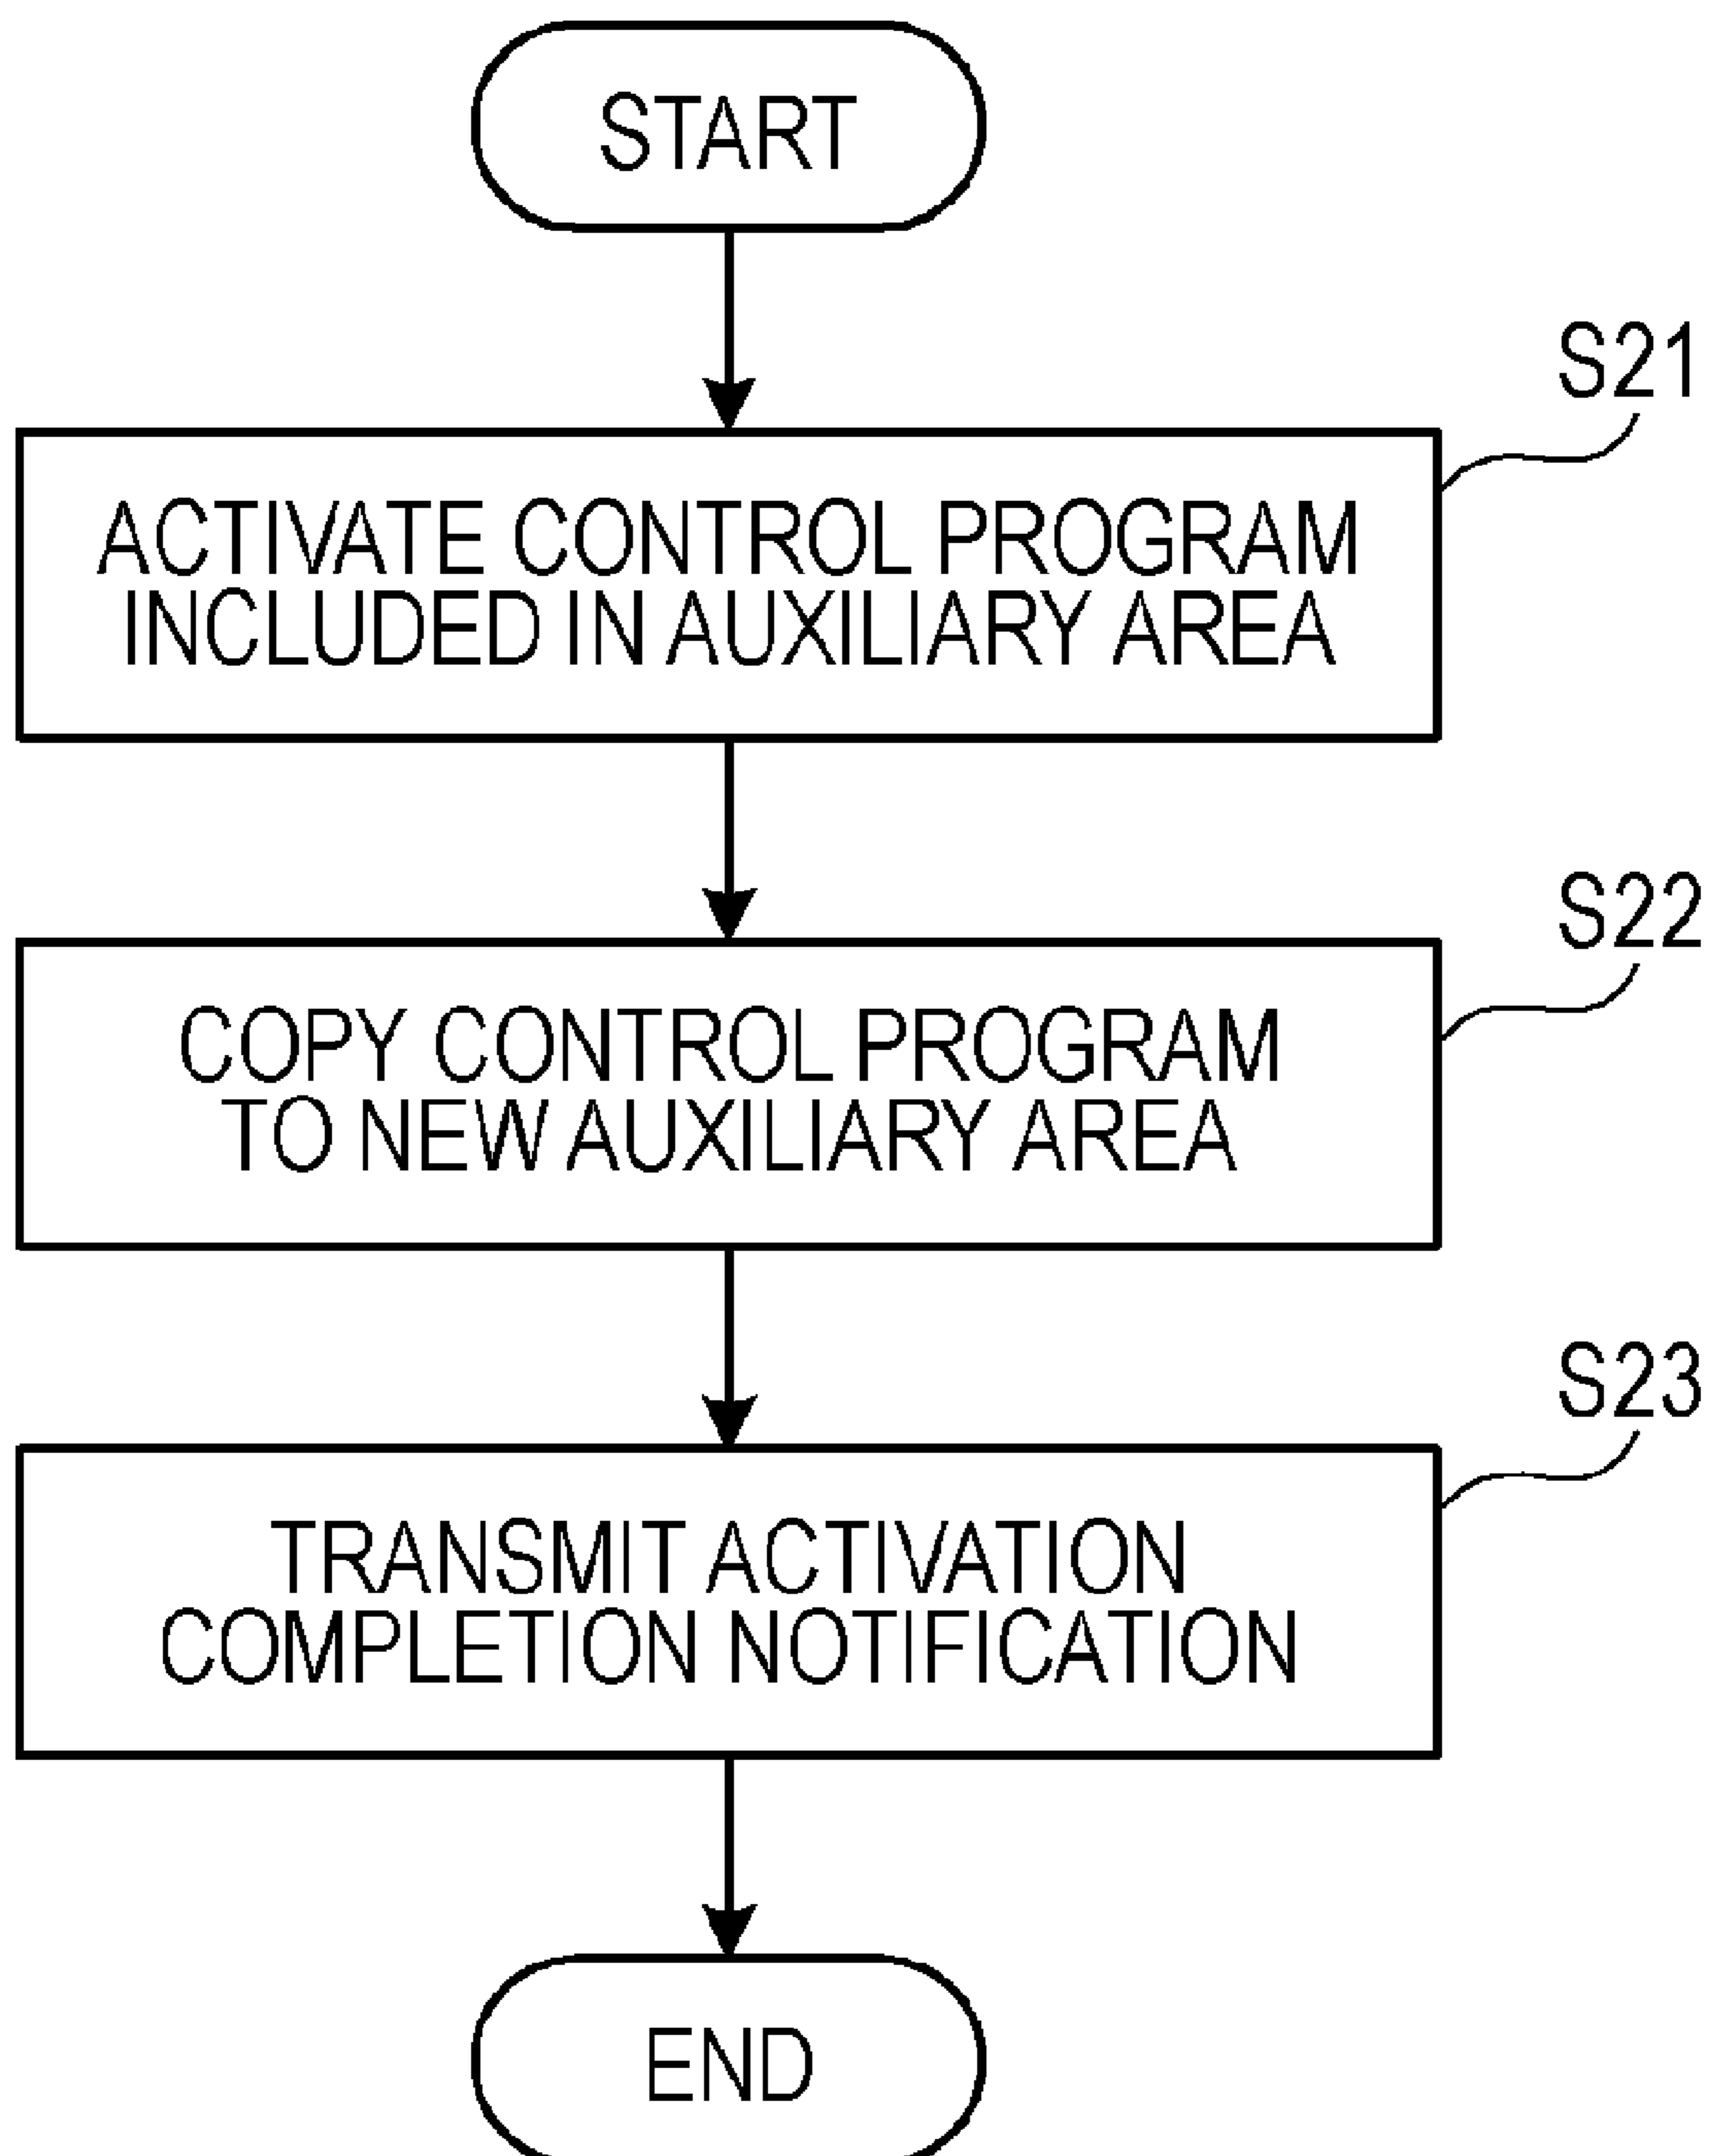 START
S21
ACTIVATE CONTROL PROGRAM
INCLUDED IN AUXILIARY AREA
S22
COPY CONTROL PROGRAM
TO NEW AUXILIARY AREA
S23
TRANSMIT ACTIVATION
COMPLETION NOTIFICATION
END